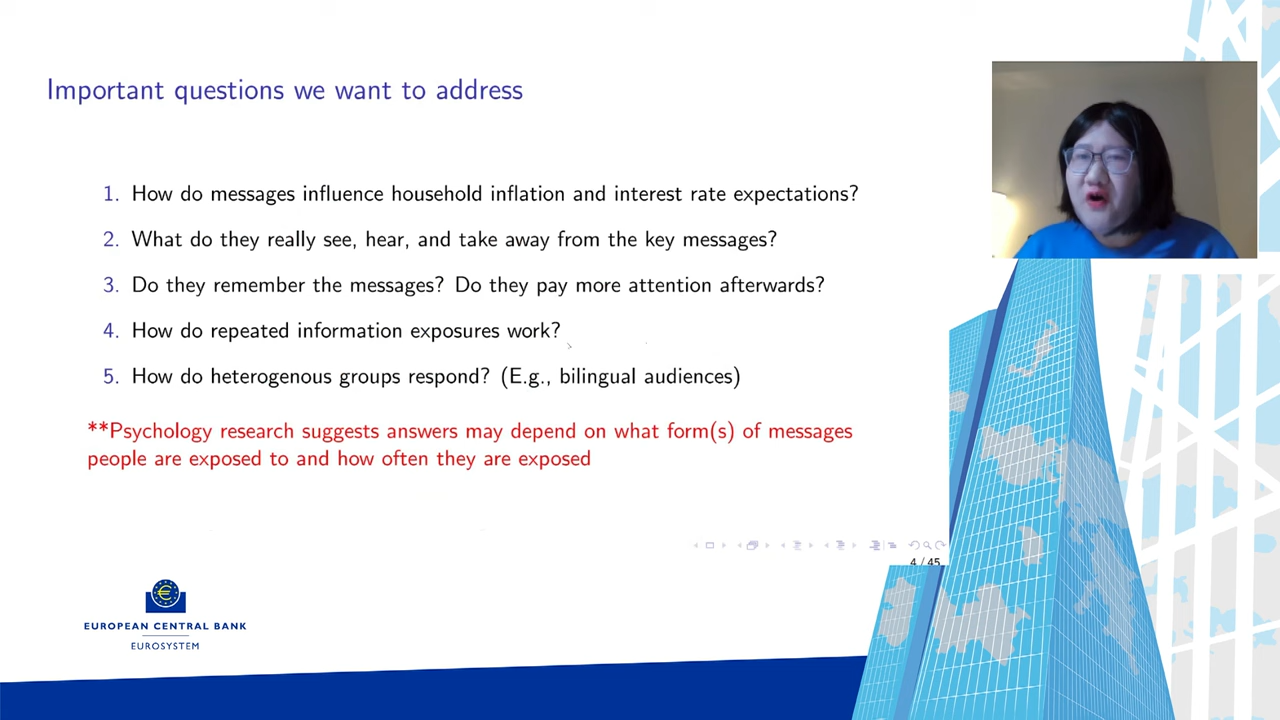 Important questions we want to address
1. How do messages influence household inflation and interest rate expectations?
2. What do they really see, hear, and take away from the key messages?
3. Do they remember the messages? Do they pay more attention afterwards?
4. How do repeated information exposures work?
5. How do heterogenous groups respond? (E.g., bilingual audiences)
**Psychology research suggests answers may depend on what form(s) of messages
people are exposed to and how often they are exposed
4 / 45
EUROPEAN CENTRAL BANK
EUROSYSTEM